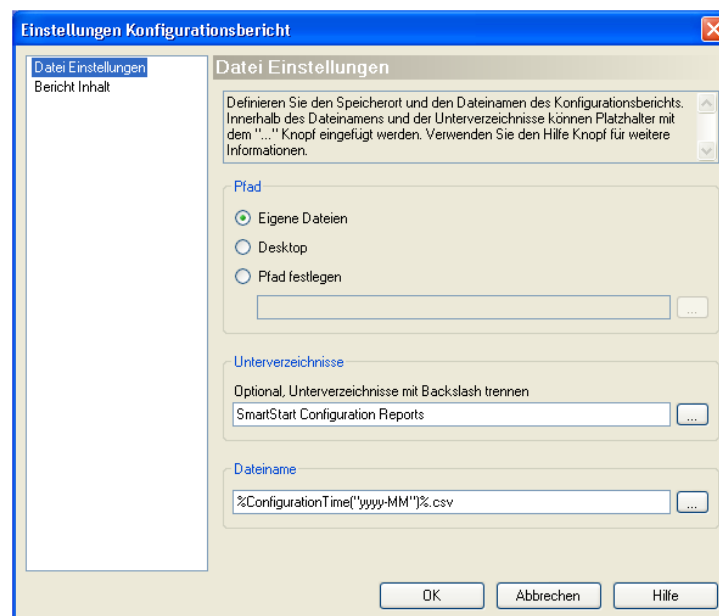 Einstellungen Konfigurationsbericht
Datei Einstellungen
Bericht Inhalt
Datei Einstellungen
Definieren Sie den Speicherort und den Dateinamen des Konfigurationsberichts.
Innerhalb des Dateinamens und der Unterverzeichnisse können Platzhalter mit
dem "..." Knopf eingefügt werden. Verwenden Sie den Hilfe Knopf für weitere
Informationen.
Pfad
Eigene Dateien
Desktop
Pfad festlegen
...
Unterverzeichnisse
Optional, Unterverzeichnisse mit Backslash trennen
SmartStart Configuration Reports
...
Dateiname
%ConfigurationTime("yyyy-MM")%.csv
...
OK
Abbrechen
Hilfe